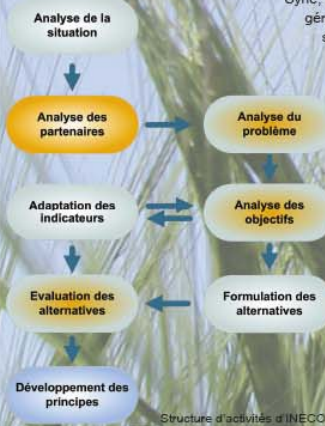 Syrie,
Analyse de la
situation
Analyse des
partenaires
Analyse du
problème
Adaptation des
indicateurs
Analyse des
objectifs
Evaluation des
alternatives
Formulation des
alternatives
Développement des
principes
Structure d'activités d'INECO